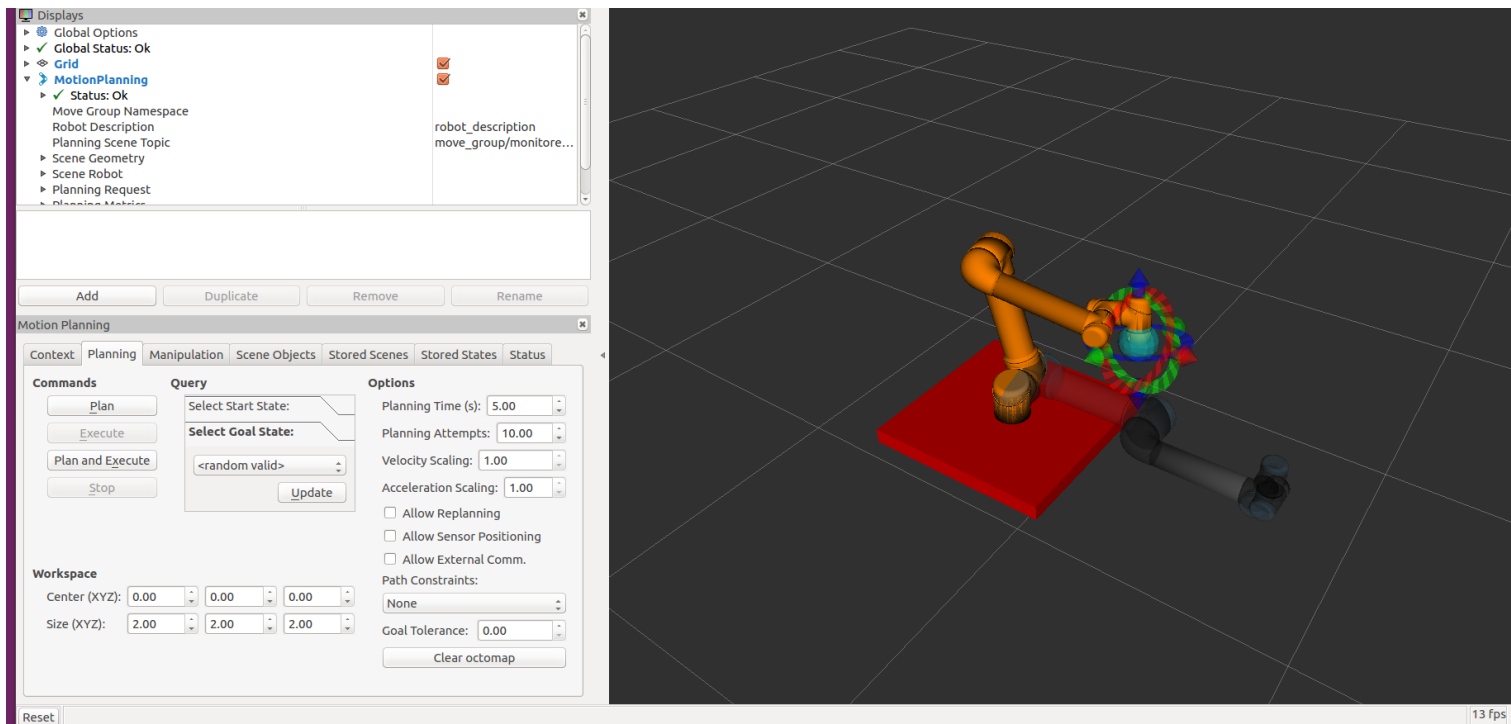 Displays
Global Options
Global Status: Ok
Grid
MotionPlanning
Status: Ok
Move Group Namespace
Robot Description robot_description
Planning Scene Topic move_group/monitore...
Scene Geometry
Scene Robot
Planning Request
Planning Metrics
Add Duplicate Remove Rename
Motion Planning
Context Planning Manipulation Scene Objects Stored Scenes Stored States Status
Commands Query Options
Plan Select Start State: Planning Time (s): 5.00
Execute Select Goal State: Planning Attempts: 10.00
Plan and Execute <random valid> Velocity Scaling: 1.00
Stop Update Acceleration Scaling: 1.00
Allow Replanning
Allow Sensor Positioning
Allow External Comm.
Workspace Path Constraints:
Center (XYZ): 0.00 0.00 0.00 None
Size (XYZ): 2.00 2.00 2.00 Goal Tolerance: 0.00
Clear octomap
Reset 13 fps